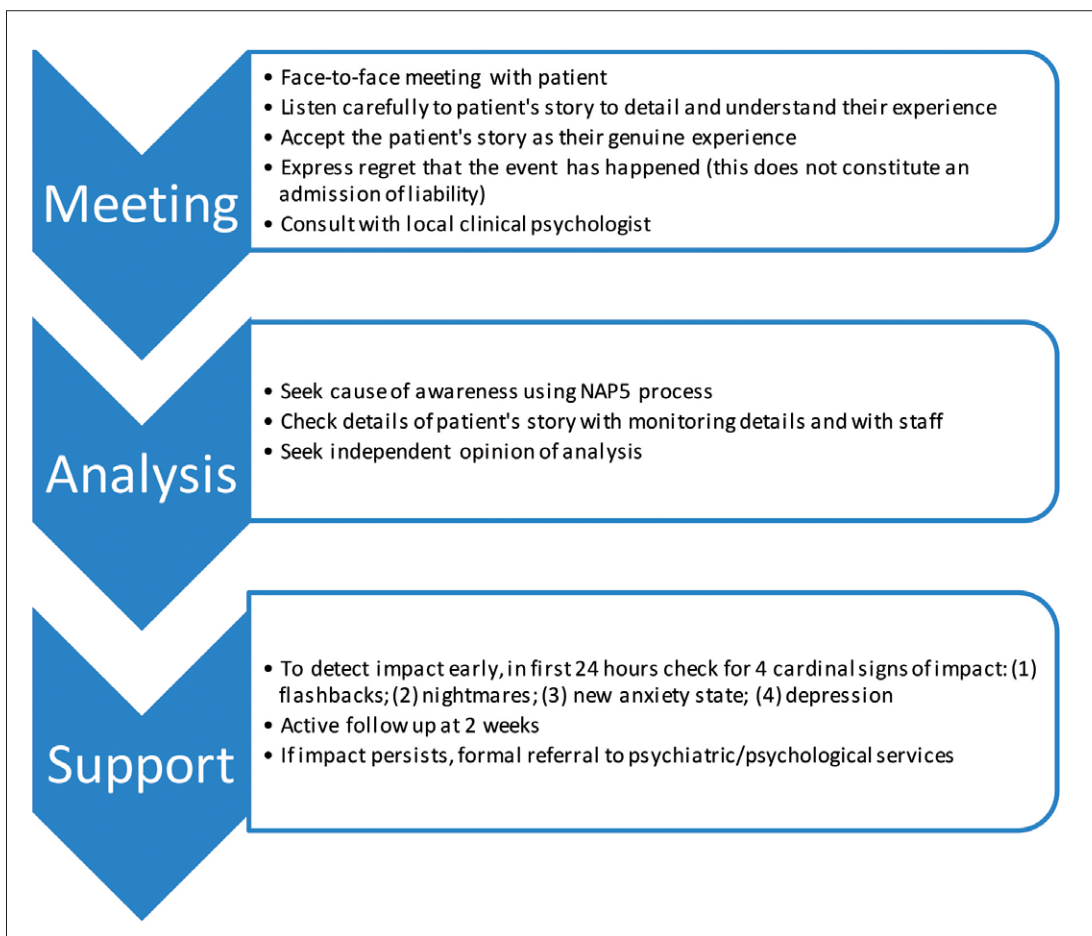 Meeting
• Face-to-face meeting with patient
• Listen carefully to patient's story to detail and understand their experience
• Accept the patient's story as their genuine experience
• Express regret that the event has happened (this does not constitute an
admission of liability)
• Consult with local clinical psychologist
Analysis
• Seek cause of awareness using NAP5 process
• Check details of patient's story with monitoring details and with staff
• Seek independent opinion of analysis
Support
• To detect impact early, in first 24 hours check for 4 cardinal signs of impact: (1)
flashbacks; (2) nightmares; (3) new anxiety state; (4) depression
• Active follow up at 2 weeks
• If impact persists, formal referral to psychiatric/psychological services